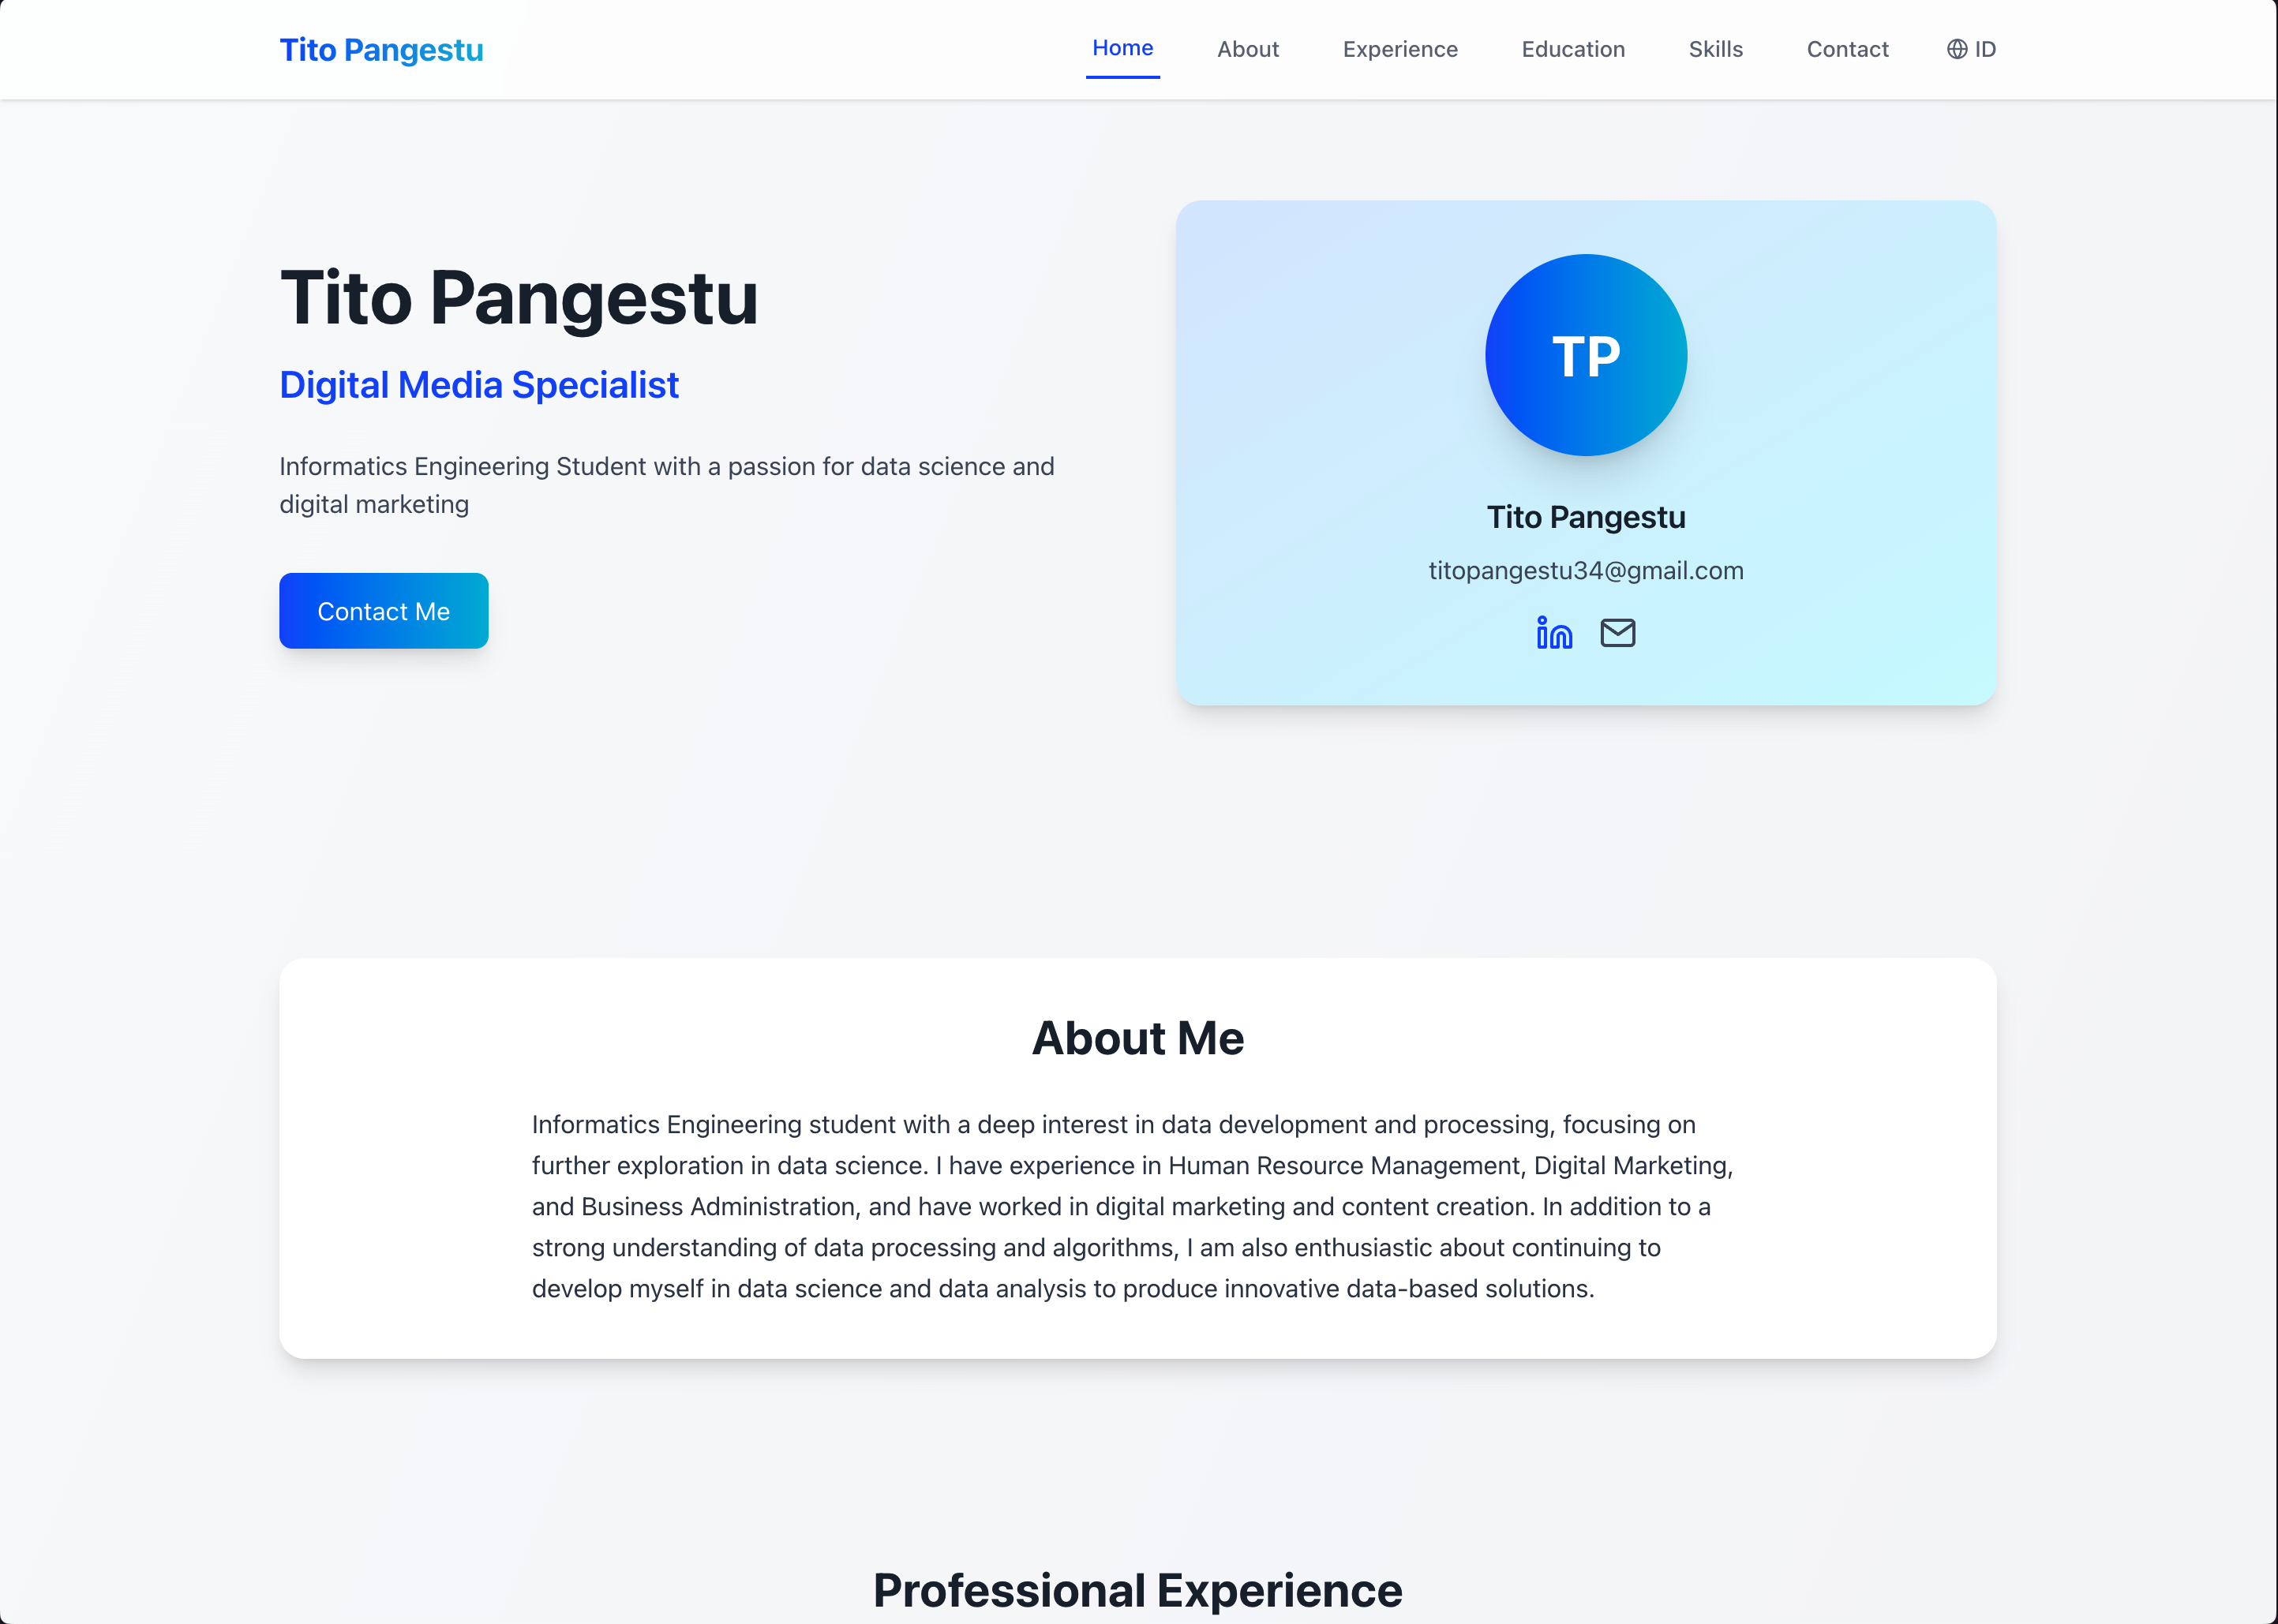 Tito Pangestu
Home
About
Experience
Education
Skills
Contact
ID
Tito Pangestu
Digital Media Specialist
Informatics Engineering Student with a passion for data science and
digital marketing
Contact Me
TP
Tito Pangestu
titopangestu34@gmail.com
in
About Me
Informatics Engineering student with a deep interest in data development and processing, focusing on
further exploration in data science. I have experience in Human Resource Management, Digital Marketing,
and Business Administration, and have worked in digital marketing and content creation. In addition to a
strong understanding of data processing and algorithms, I am also enthusiastic about continuing to
develop myself in data science and data analysis to produce innovative data-based solutions.
Professional Experience